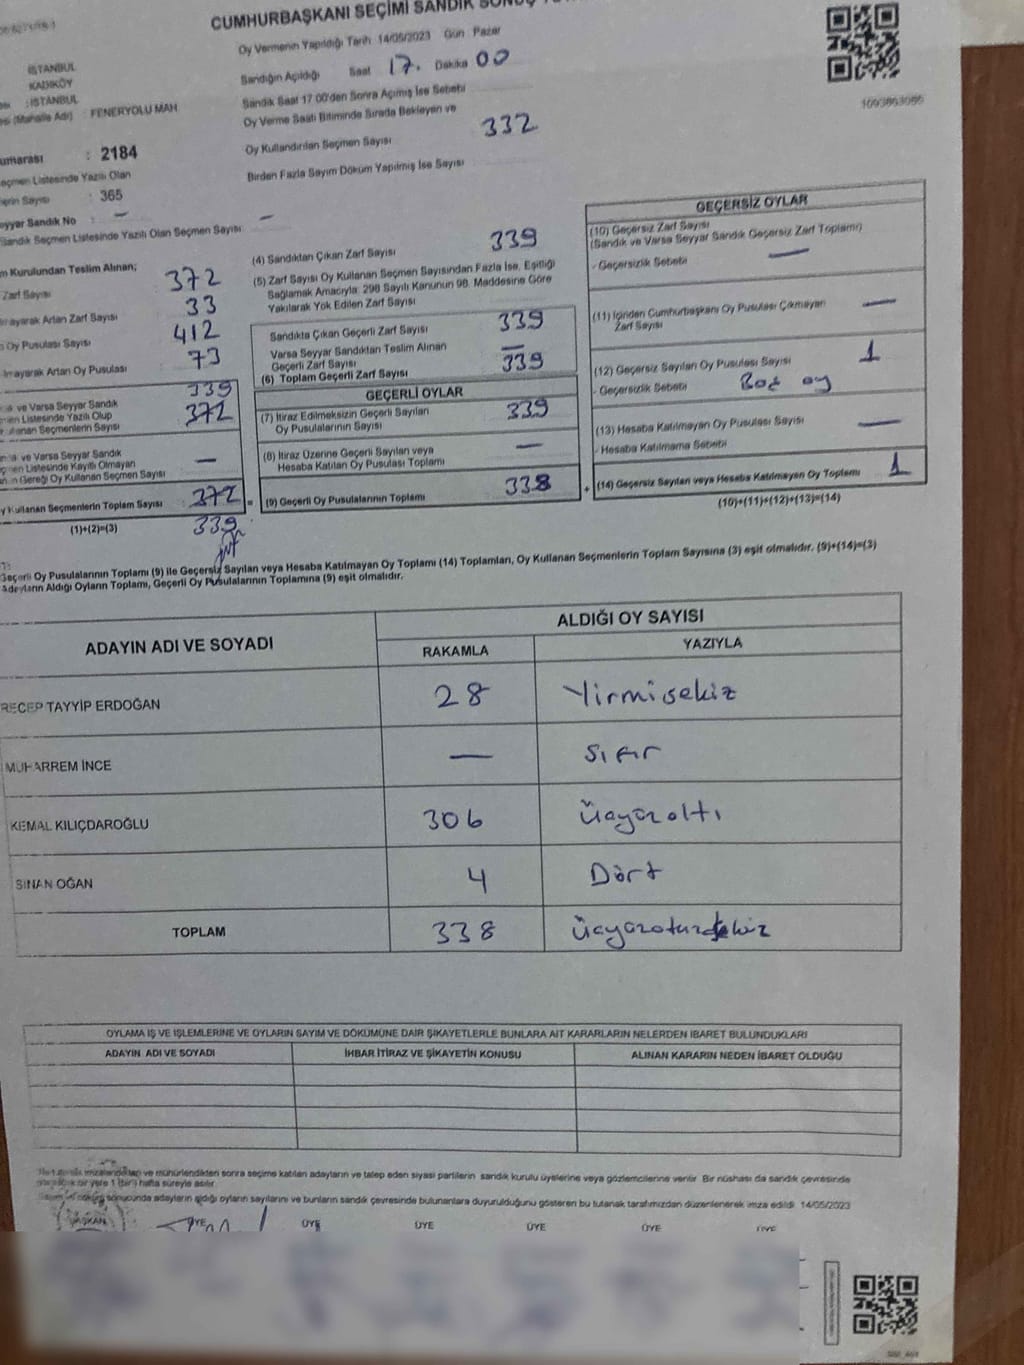 CUMHURBAŞKANI SEÇİMİ SANDIK
Oy Vermenin Yapıldığı Tarih 14/05/2023 Gün Pazar
Sandığın Açıldığı Saat 17. Dakika 00
Sandık Saat 17 00'den Sonra Açımış İse Sebebi
Oy Verme Saati Bitiminde Sırada Bekleyen ve
Oy Kullandırılan Seçmen Sayısı 332
Birden Fazla Sayım Döküm Yapılmış İse Sayısı
1093863086
İSTANBUL
KADIKÖY
: İSTANBUL
(Mahalle Adı) : FENERYOLU MAH.
umarası : 2184
eçmen Listesinde Yazılı Olan
erin Sayısı : 365
eyyar Sandık No : —
Sandık Seçmen Listesinde Yazılı Olan Seçmen Sayısı —
m Kurulundan Teslim Alınan;
Zarf Sayısı 372
mayarak Artan Zarf Sayısı 33
Oy Pusulası Sayısı 412
lmayarak Artan Oy Pusulası 73
339
ve Varsa Seyyar Sandık
men Listesinde Yazılı Olup
ullanan Seçmenlerin Sayısı 372
ve Varsa Seyyar Sandık
çmen Listesinde Kayıtlı Olmayan
n Gereği Oy Kullanan Seçmen Sayısı —
y Kullanan Seçmenlerin Toplam Sayısı 372 =
(1)+(2)=(3) 339
(4) Sandıktan Çıkan Zarf Sayısı 339
(5) Zarf Sayısı Oy Kullanan Seçmen Sayısından Fazla İse, Eşitliği
Sağlamak Amacıyla: 298 Sayılı Kanunun 98. Maddesine Göre
Yakılarak Yok Edilen Zarf Sayısı
Sandıkta Çıkan Geçerli Zarf Sayısı 339
Varsa Seyyar Sandıktan Teslim Alınan
Geçerli Zarf Sayısı —
(6) Toplam Geçerli Zarf Sayısı 339
GEÇERLİ OYLAR
(7) İtiraz Edilmeksizin Geçerli Sayılan
Oy Pusulalarının Sayısı 339
(8) İtiraz Üzerine Geçerli Sayılan veya
Hesaba Katılan Oy Pusulası Toplamı —
(9) Geçerli Oy Pusulalarının Toplamı 338 +
GEÇERSİZ OYLAR
(10) Geçersiz Zarf Sayısı
(Sandık ve Varsa Seyyar Sandık Geçersiz Zarf Toplamı)
- Geçersizlik Sebebi —
(11) İçinden Cumhurbaşkanı Oy Pusulası Çıkmayan
Zarf Sayısı —
(12) Geçersiz Sayılan Oy Pusulası Sayısı 1
- Geçersizlik Sebebi Boş oy
(13) Hesaba Katılmayan Oy Pusulası Sayısı —
- Hesaba Katılmama Sebebi
(14) Geçersiz Sayılan veya Hesaba Katılmayan Oy Toplamı 1
(10)+(11)+(12)+(13)=(14)
Geçerli Oy Pusulalarının Toplamı (9) ile Geçersiz Sayılan veya Hesaba Katılmayan Oy Toplamı (14) Toplamları, Oy Kullanan Seçmenlerin Toplam Sayısına (3) eşit olmalıdır. (9)+(14)=(3)
Adayların Aldığı Oyların Toplamı, Geçerli Oy Pusulalarının Toplamına (9) eşit olmalıdır.
ADAYIN ADI VE SOYADI
ALDIĞI OY SAYISI
RAKAMLA YAZIYLA
RECEP TAYYİP ERDOĞAN 28 Yirmisekiz
MUHARREM İNCE — Sıfır
KEMAL KILIÇDAROĞLU 306 üçyüzaltı
SİNAN OĞAN 4 Dört
TOPLAM 338 üçyüzotuzsekiz
OYLAMA İŞ VE İŞLEMLERİNE VE OYLARIN SAYIM VE DÖKÜMÜNE DAİR ŞİKAYETLERLE BUNLARA AİT KARARLARIN NELERDEN İBARET BULUNDUKLARI
ADAYIN ADI VE SOYADI İHBAR İTİRAZ VE ŞİKAYETİN KONUSU ALINAN KARARIN NEDEN İBARET OLDUĞU
imzalandıktan ve mühürlendikten sonra seçime katılan adayların ve talep eden siyasi partilerin sandık kurulu üyelerine veya gözlemcilerine verilir. Bir nüshası da sandık çevresinde
bir yere 1 (bir) hafta süreyle asılır.
sonucunda adayların aldığı oyların sayılarını ve bunların sandık çevresinde bulunanlara duyurulduğunu gösteren bu tutanak tarafımızdan düzenlenerek imza edildi 14/05/2023
BAŞKAN ÜYE ÜYE ÜYE ÜYE ÜYE ÜYE